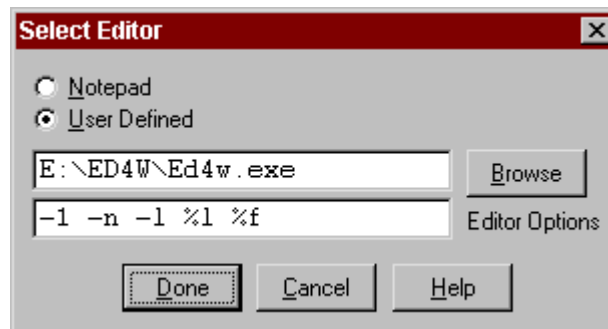 Select Editor
Notepad
User Defined
E:\ED4W\Ed4w.exe
Browse
-1 -n -l %l %f
Editor Options
Done
Cancel
Help